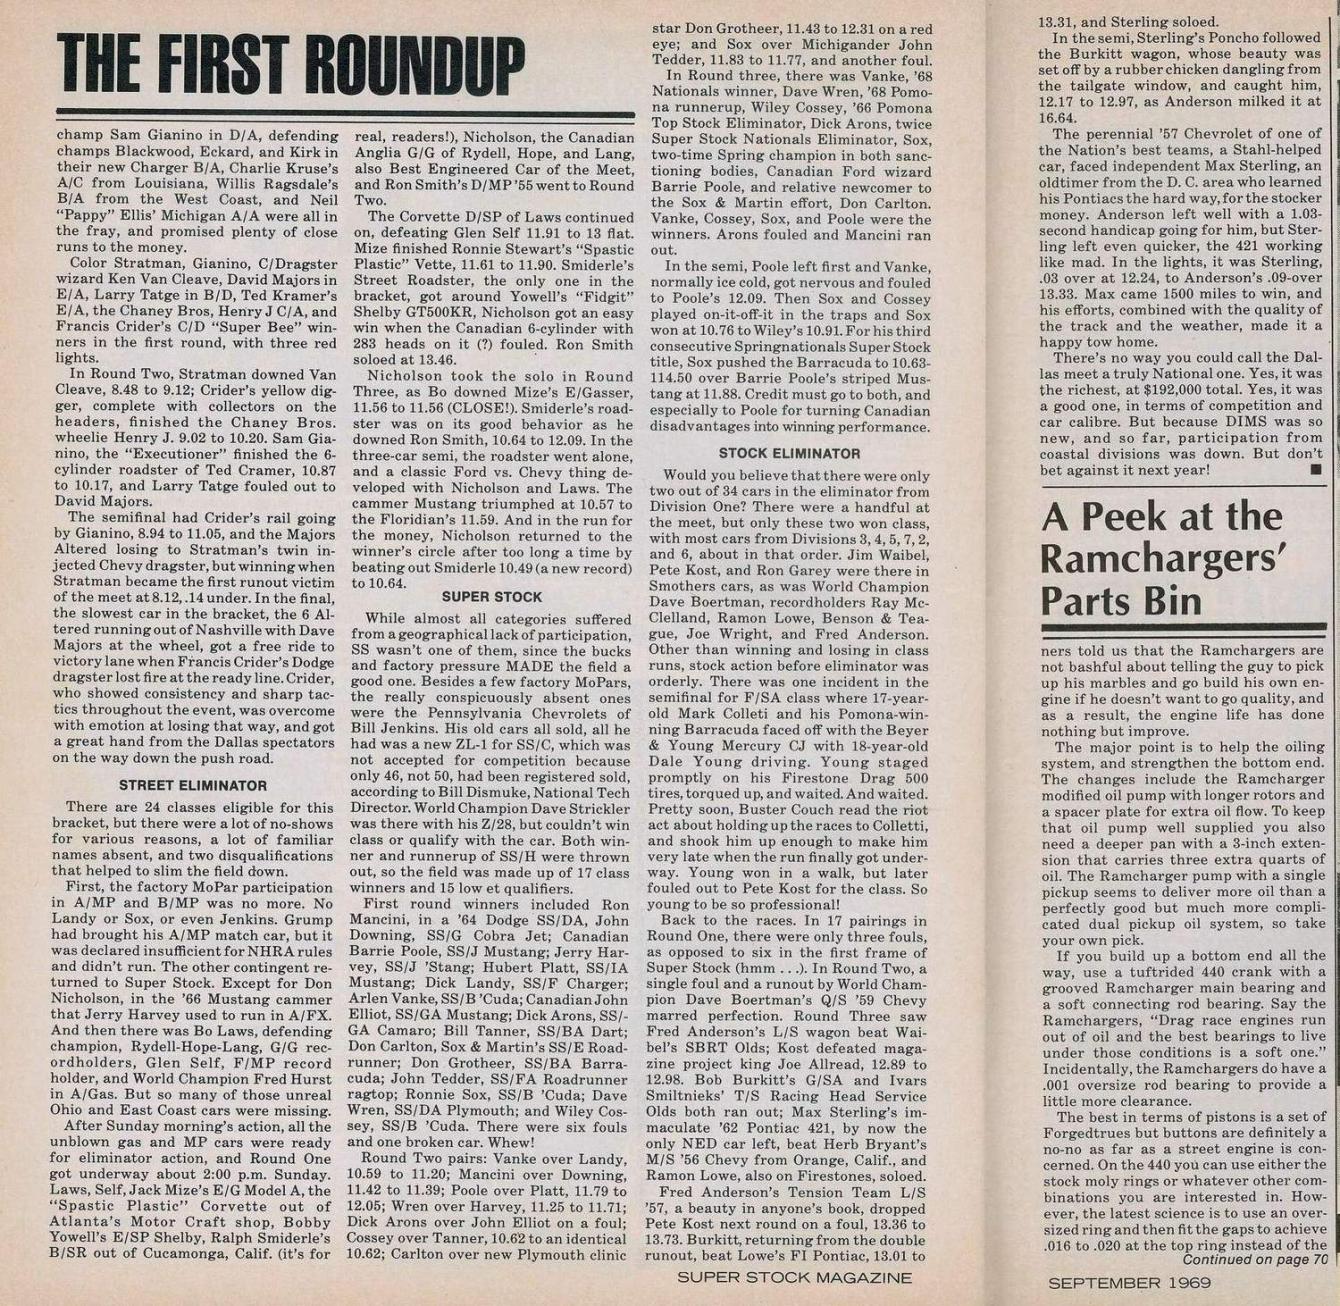 THE FIRST ROUNDUP
champ Sam Gianino in D/A, defending
champs Blackwood, Eckard, and Kirk in
their new Charger B/A, Charlie Kruse's
A/C from Louisiana, Willis Ragsdale's
B/A from the West Coast, and Neil
"Pappy" Ellis' Michigan A/A were all in
the fray, and promised plenty of close
runs to the money.
Color Stratman, Gianino, C/Dragster
wizard Ken Van Cleave, David Majors in
E/A, Larry Tatge in B/D, Ted Kramer's
E/A, the Chaney Bros, Henry J C/A, and
Francis Crider's C/D "Super Bee" win-
ners in the first round, with three red
lights.
In Round Two, Stratman downed Van
Cleave, 8.48 to 9.12; Crider's yellow dig-
ger, complete with collectors on the
headers, finished the Chaney Bros.
wheelie Henry J. 9.02 to 10.20. Sam Gia-
nino, the "Executioner" finished the 6-
cylinder roadster of Ted Cramer, 10.87
to 10.17, and Larry Tatge fouled out to
David Majors.
The semifinal had Crider's rail going
by Gianino, 8.94 to 11.05, and the Majors
Altered losing to Stratman's twin in-
jected Chevy dragster, but winning when
Stratman became the first runout victim
of the meet at 8.12, .14 under. In the final,
the slowest car in the bracket, the 6 Al-
tered running out of Nashville with Dave
Majors at the wheel, got a free ride to
victory lane when Francis Crider's Dodge
dragster lost fire at the ready line. Crider,
who showed consistency and sharp tac-
tics throughout the event, was overcome
with emotion at losing that way, and got
a great hand from the Dallas spectators
on the way down the push road.
STREET ELIMINATOR
There are 24 classes eligible for this
bracket, but there were a lot of no-shows
for various reasons, a lot of familiar
names absent, and two disqualifications
that helped to slim the field down.
First, the factory MoPar participation
in A/MP and B/MP was no more. No
Landy or Sox, or even Jenkins. Grump
had brought his A/MP match car, but it
was declared insufficient for NHRA rules
and didn't run. The other contingent re-
turned to Super Stock. Except for Don
Nicholson, in the '66 Mustang cammer
that Jerry Harvey used to run in A/FX.
And then there was Bo Laws, defending
champion, Rydell-Hope-Lang, G/G rec-
ordholders, Glen Self, F/MP record
holder, and World Champion Fred Hurst
in A/Gas. But so many of those unreal
Ohio and East Coast cars were missing.
After Sunday morning's action, all the
unblown gas and MP cars were ready
for eliminator action, and Round One
got underway about 2:00 p.m. Sunday.
Laws, Self, Jack Mize's E/G Model A, the
"Spastic Plastic" Corvette out of
Atlanta's Motor Craft shop, Bobby
Yowell's E/SP Shelby, Ralph Smiderle's
B/SR out of Cucamonga, Calif. (it's for
real, readers!), Nicholson, the Canadian
Anglia G/G of Rydell, Hope, and Lang,
also Best Engineered Car of the Meet,
and Ron Smith's D/MP '55 went to Round
Two.
The Corvette D/SP of Laws continued
on, defeating Glen Self 11.91 to 13 flat.
Mize finished Ronnie Stewart's "Spastic
Plastic" Vette, 11.61 to 11.90. Smiderle's
Street Roadster, the only one in the
bracket, got around Yowell's "Fidgit"
Shelby GT500KR, Nicholson got an easy
win when the Canadian 6-cylinder with
283 heads on it (?) fouled. Ron Smith
soloed at 13.46.
Nicholson took the solo in Round
Three, as Bo downed Mize's E/Gasser,
11.56 to 11.56 (CLOSE!). Smiderle's road-
ster was on its good behavior as he
downed Ron Smith, 10.64 to 12.09. In the
three-car semi, the roadster went alone,
and a classic Ford vs. Chevy thing de-
veloped with Nicholson and Laws. The
cammer Mustang triumphed at 10.57 to
the Floridian's 11.59. And in the run for
the money, Nicholson returned to the
winner's circle after too long a time by
beating out Smiderle 10.49 (a new record)
to 10.64.
SUPER STOCK
While almost all categories suffered
from a geographical lack of participation,
SS wasn't one of them, since the bucks
and factory pressure MADE the field a
good one. Besides a few factory MoPars,
the really conspicuously absent ones
were the Pennsylvania Chevrolets of
Bill Jenkins. His old cars all sold, all he
had was a new ZL-1 for SS/C, which was
not accepted for competition because
only 46, not 50, had been registered sold,
according to Bill Dismuke, National Tech
Director. World Champion Dave Strickler
was there with his Z/28, but couldn't win
class or qualify with the car. Both win-
ner and runnerup of SS/H were thrown
out, so the field was made up of 17 class
winners and 15 low et qualifiers.
First round winners included Ron
Mancini, in a '64 Dodge SS/DA, John
Downing, SS/G Cobra Jet; Canadian
Barrie Poole, SS/J Mustang; Jerry Har-
vey, SS/J 'Stang; Hubert Platt, SS/IA
Mustang; Dick Landy, SS/F Charger;
Arlen Vanke, SS/B 'Cuda; Canadian John
Elliot, SS/GA Mustang; Dick Arons, SS/-
GA Camaro; Bill Tanner, SS/BA Dart;
Don Carlton, Sox & Martin's SS/E Road-
runner; Don Grotheer, SS/BA Barra-
cuda; John Tedder, SS/FA Roadrunner
ragtop; Ronnie Sox, SS/B 'Cuda; Dave
Wren, SS/DA Plymouth; and Wiley Cos-
sey, SS/B 'Cuda. There were six fouls
and one broken car. Whew!
Round Two pairs: Vanke over Landy,
10.59 to 11.20; Mancini over Downing,
11.42 to 11.39; Poole over Platt, 11.79 to
12.05; Wren over Harvey, 11.25 to 11.71;
Dick Arons over John Elliot on a foul;
Cossey over Tanner, 10.62 to an identical
10.62; Carlton over new Plymouth clinic
star Don Grotheer, 11.43 to 12.31 on a red
eye; and Sox over Michigander John
Tedder, 11.83 to 11.77, and another foul.
In Round three, there was Vanke, '68
Nationals winner, Dave Wren, '68 Pomo-
na runnerup, Wiley Cossey, '66 Pomona
Top Stock Eliminator, Dick Arons, twice
Super Stock Nationals Eliminator, Sox,
two-time Spring champion in both sanc-
tioning bodies, Canadian Ford wizard
Barrie Poole, and relative newcomer to
the Sox & Martin effort, Don Carlton.
Vanke, Cossey, Sox, and Poole were the
winners. Arons fouled and Mancini ran
out.
In the semi, Poole left first and Vanke,
normally ice cold, got nervous and fouled
to Poole's 12.09. Then Sox and Cossey
played on-it-off-it in the traps and Sox
won at 10.76 to Wiley's 10.91. For his third
consecutive Springnationals Super Stock
title, Sox pushed the Barracuda to 10.63-
114.50 over Barrie Poole's striped Mus-
tang at 11.88. Credit must go to both, and
especially to Poole for turning Canadian
disadvantages into winning performance.
STOCK ELIMINATOR
Would you believe that there were only
two out of 34 cars in the eliminator from
Division One? There were a handful at
the meet, but only these two won class,
with most cars from Divisions 3, 4, 5, 7, 2,
and 6, about in that order. Jim Waibel,
Pete Kost, and Ron Garey were there in
Smothers cars, as was World Champion
Dave Boertman, recordholders Ray Mc-
Clelland, Ramon Lowe, Benson & Tea-
gue, Joe Wright, and Fred Anderson.
Other than winning and losing in class
runs, stock action before eliminator was
orderly. There was one incident in the
semifinal for F/SA class where 17-year-
old Mark Colleti and his Pomona-win-
ning Barracuda faced off with the Beyer
& Young Mercury CJ with 18-year-old
Dale Young driving. Young staged
promptly on his Firestone Drag 500
tires, torqued up, and waited. And waited.
Pretty soon, Buster Couch read the riot
act about holding up the races to Colletti,
and shook him up enough to make him
very late when the run finally got under-
way. Young won in a walk, but later
fouled out to Pete Kost for the class. So
young to be so professional!
Back to the races. In 17 pairings in
Round One, there were only three fouls,
as opposed to six in the first frame of
Super Stock (hmm . . .). In Round Two, a
single foul and a runout by World Cham-
pion Dave Boertman's Q/S '59 Chevy
marred perfection. Round Three saw
Fred Anderson's L/S wagon beat Wai-
bel's SBRT Olds; Kost defeated maga-
zine project king Joe Allread, 12.89 to
12.98. Bob Burkitt's G/SA and Ivars
Smiltnieks' T/S Racing Head Service
Olds both ran out; Max Sterling's im-
maculate '62 Pontiac 421, by now the
only NED car left, beat Herb Bryant's
M/S '56 Chevy from Orange, Calif., and
Ramon Lowe, also on Firestones, soloed.
Fred Anderson's Tension Team L/S
'57, a beauty in anyone's book, dropped
Pete Kost next round on a foul, 13.36 to
13.73. Burkitt, returning from the double
runout, beat Lowe's FI Pontiac, 13.01 to
SUPER STOCK MAGAZINE
13.31, and Sterling soloed.
In the semi, Sterling's Poncho followed
the Burkitt wagon, whose beauty was
set off by a rubber chicken dangling from
the tailgate window, and caught him,
12.17 to 12.97, as Anderson milked it at
16.64.
The perennial '57 Chevrolet of one of
the Nation's best teams, a Stahl-helped
car, faced independent Max Sterling, an
oldtimer from the D. C. area who learned
his Pontiacs the hard way, for the stocker
money. Anderson left well with a 1.03-
second handicap going for him, but Ster-
ling left even quicker, the 421 working
like mad. In the lights, it was Sterling,
.03 over at 12.24, to Anderson's .09-over
13.33. Max came 1500 miles to win, and
his efforts, combined with the quality of
the track and the weather, made it a
happy tow home.
There's no way you could call the Dal-
las meet a truly National one. Yes, it was
the richest, at $192,000 total. Yes, it was
a good one, in terms of competition and
car calibre. But because DIMS was so
new, and so far, participation from
coastal divisions was down. But don't
bet against it next year! ■
A Peek at the
Ramchargers'
Parts Bin
ners told us that the Ramchargers are
not bashful about telling the guy to pick
up his marbles and go build his own en-
gine if he doesn't want to go quality, and
as a result, the engine life has done
nothing but improve.
The major point is to help the oiling
system, and strengthen the bottom end.
The changes include the Ramcharger
modified oil pump with longer rotors and
a spacer plate for extra oil flow. To keep
that oil pump well supplied you also
need a deeper pan with a 3-inch exten-
sion that carries three extra quarts of
oil. The Ramcharger pump with a single
pickup seems to deliver more oil than a
perfectly good but much more compli-
cated dual pickup oil system, so take
your own pick.
If you build up a bottom end all the
way, use a tuftrided 440 crank with a
grooved Ramcharger main bearing and
a soft connecting rod bearing. Say the
Ramchargers, "Drag race engines run
out of oil and the best bearings to live
under those conditions is a soft one."
Incidentally, the Ramchargers do have a
.001 oversize rod bearing to provide a
little more clearance.
The best in terms of pistons is a set of
Forgedtrues but buttons are definitely a
no-no as far as a street engine is con-
cerned. On the 440 you can use either the
stock moly rings or whatever other com-
binations you are interested in. How-
ever, the latest science is to use an over-
sized ring and then fit the gaps to achieve
.016 to .020 at the top ring instead of the
Continued on page 70
SEPTEMBER 1969